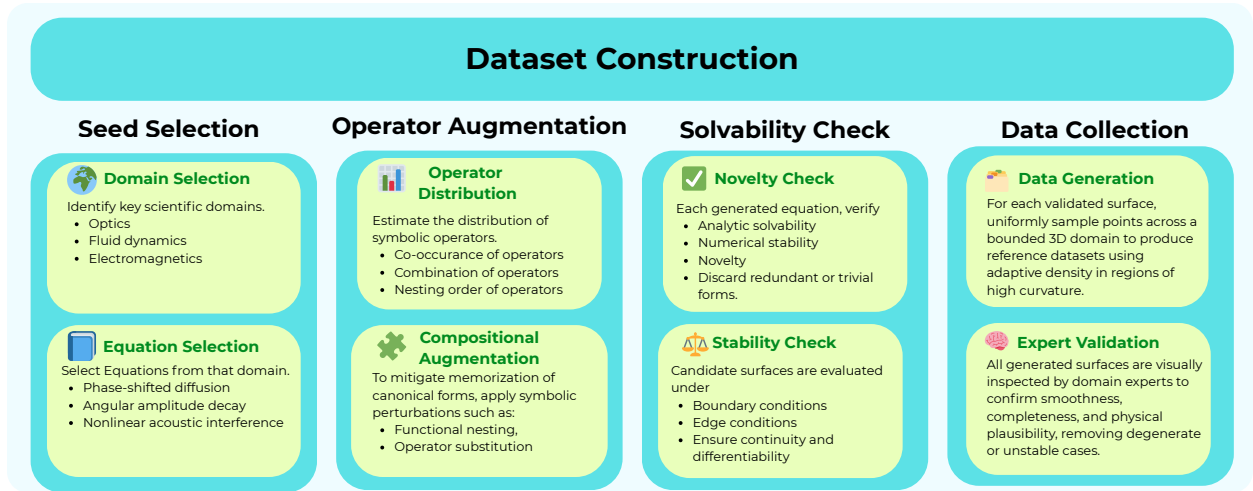 Dataset Construction
Seed Selection
Domain Selection
Identify key scientific domains.
• Optics
• Fluid dynamics
• Electromagnetics
Equation Selection
Select Equations from that domain.
• Phase-shifted diffusion
• Angular amplitude decay
• Nonlinear acoustic interference
Operator Augmentation
Operator
Distribution
Estimate the distribution of
symbolic operators.
• Co-occurance of operators
• Combination of operators
• Nesting order of operators
Compositional
Augmentation
To mitigate memorization of
canonical forms, apply symbolic
perturbations such as:
• Functional nesting,
• Operator substitution
Solvability Check
Novelty Check
Each generated equation, verify
• Analytic solvability
• Numerical stability
• Novelty
• Discard redundant or trivial
forms.
Stability Check
Candidate surfaces are evaluated
under
• Boundary conditions
• Edge conditions
• Ensure continuity and
differentiability
Data Collection
Data Generation
For each validated surface,
uniformly sample points across a
bounded 3D domain to produce
reference datasets using
adaptive density in regions of
high curvature.
Expert Validation
All generated surfaces are visually
inspected by domain experts to
confirm smoothness,
completeness, and physical
plausibility, removing degenerate
or unstable cases.